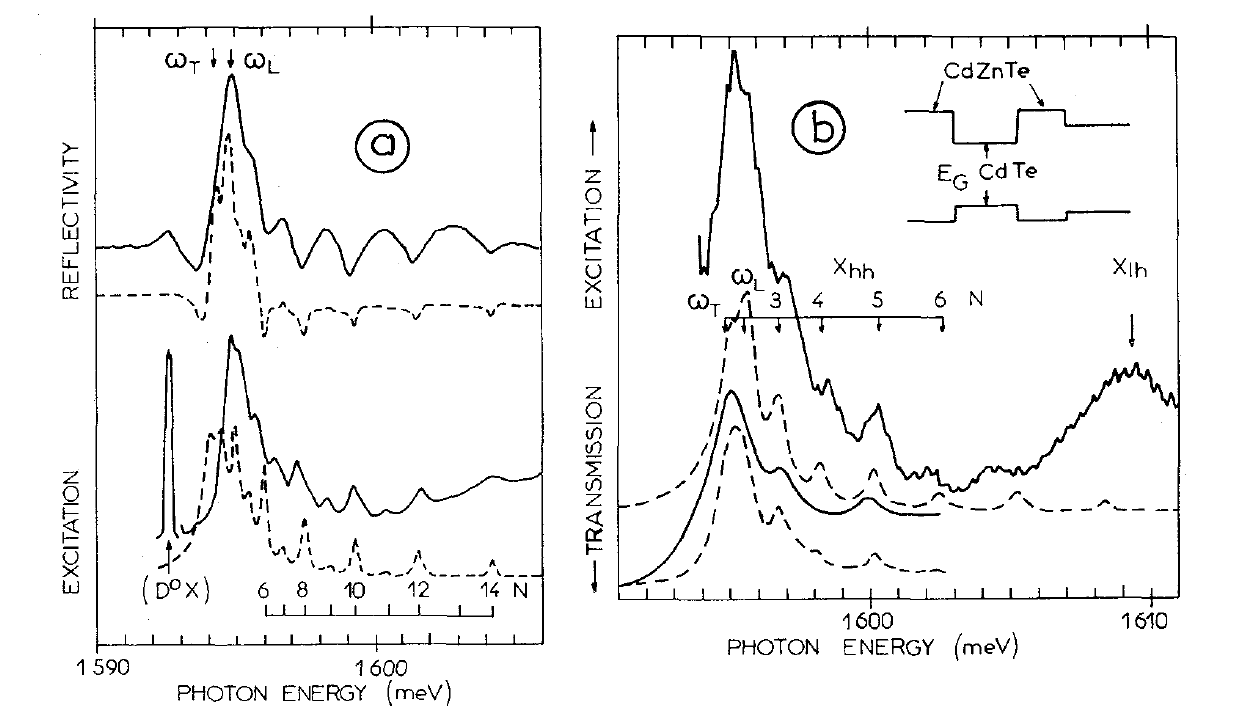 ωT ωL
a
REFLECTIVITY
EXCITATION
(D°X)
6 8 10 12 14 N
1590 1600
PHOTON ENERGY (meV)
CdZnTe
b
EG CdTe
EXCITATION →
ωL Xhh Xlh
ωT 3 4 5 6 N
← TRANSMISSION
1600 1610
PHOTON ENERGY (meV)